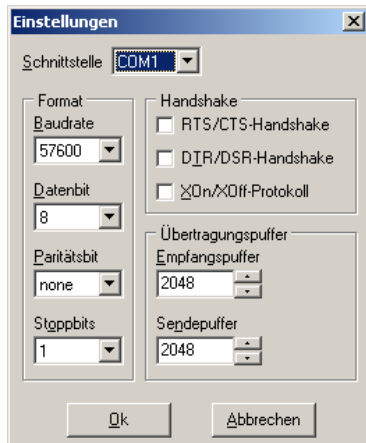 Einstellungen
Schnittstelle COM1
Format
Baudrate
57600
Datenbit
8
Paritätsbit
none
Stoppbits
1
Handshake
RTS/CTS-Handshake
DTR/DSR-Handshake
XOn/XOff-Protokoll
Übertragungspuffer
Empfangspuffer
2048
Sendepuffer
2048
Ok
Abbrechen